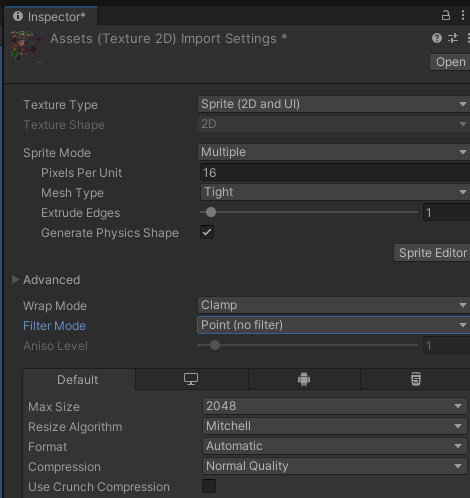 Inspector*
Assets (Texture 2D) Import Settings *
Open
Texture Type Sprite (2D and UI)
Texture Shape 2D
Sprite Mode Multiple
Pixels Per Unit 16
Mesh Type Tight
Extrude Edges 1
Generate Physics Shape
Sprite Editor
Advanced
Wrap Mode Clamp
Filter Mode Point (no filter)
Aniso Level 1
Default
Max Size 2048
Resize Algorithm Mitchell
Format Automatic
Compression Normal Quality
Use Crunch Compression